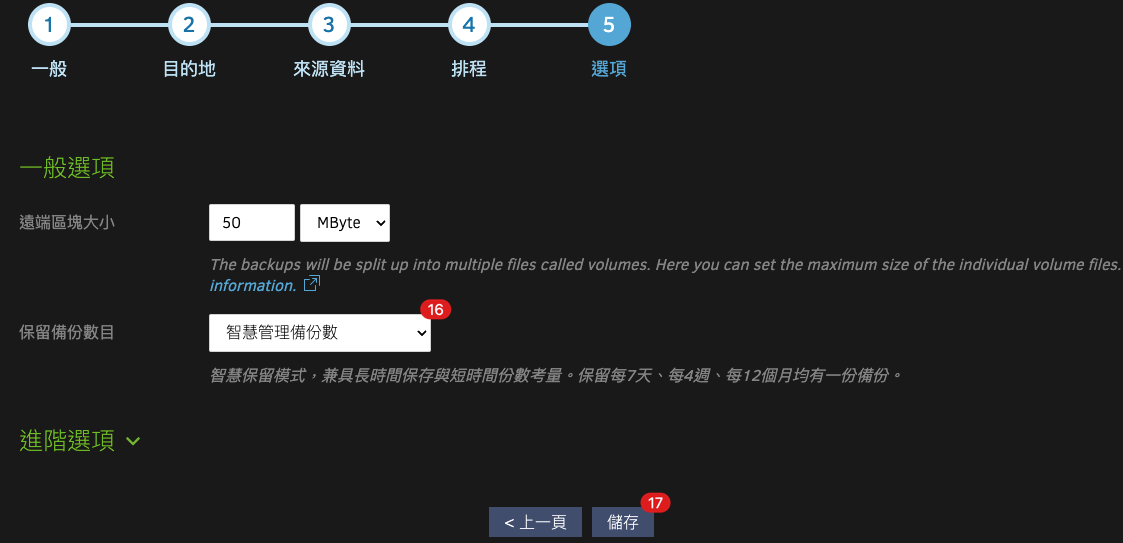 1 2 3 4 5
一般 目的地 來源資料 排程 選項
一般選項
遠端區塊大小 50 MByte
The backups will be split up into multiple files called volumes. Here you can set the maximum size of the individual volume files.
information.
16
保留備份數目 智慧管理備份數
智慧保留模式，兼具長時間保存與短時間份數考量。保留每7天、每4週、每12個月均有一份備份。
進階選項
17
< 上一頁 儲存